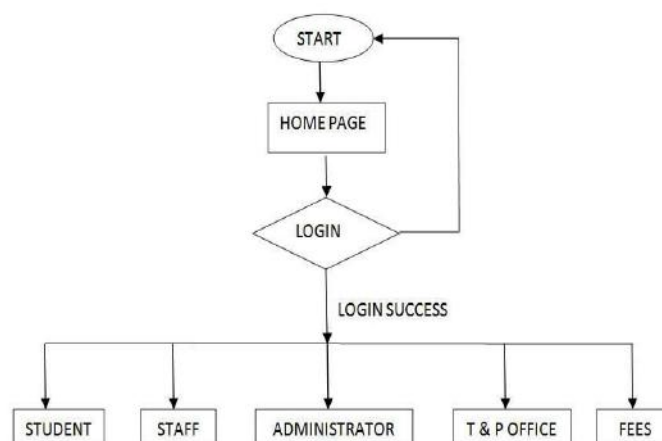 START
HOME PAGE
LOGIN
LOGIN SUCCESS
STUDENT
STAFF
ADMINISTRATOR
T & P OFFICE
FEES